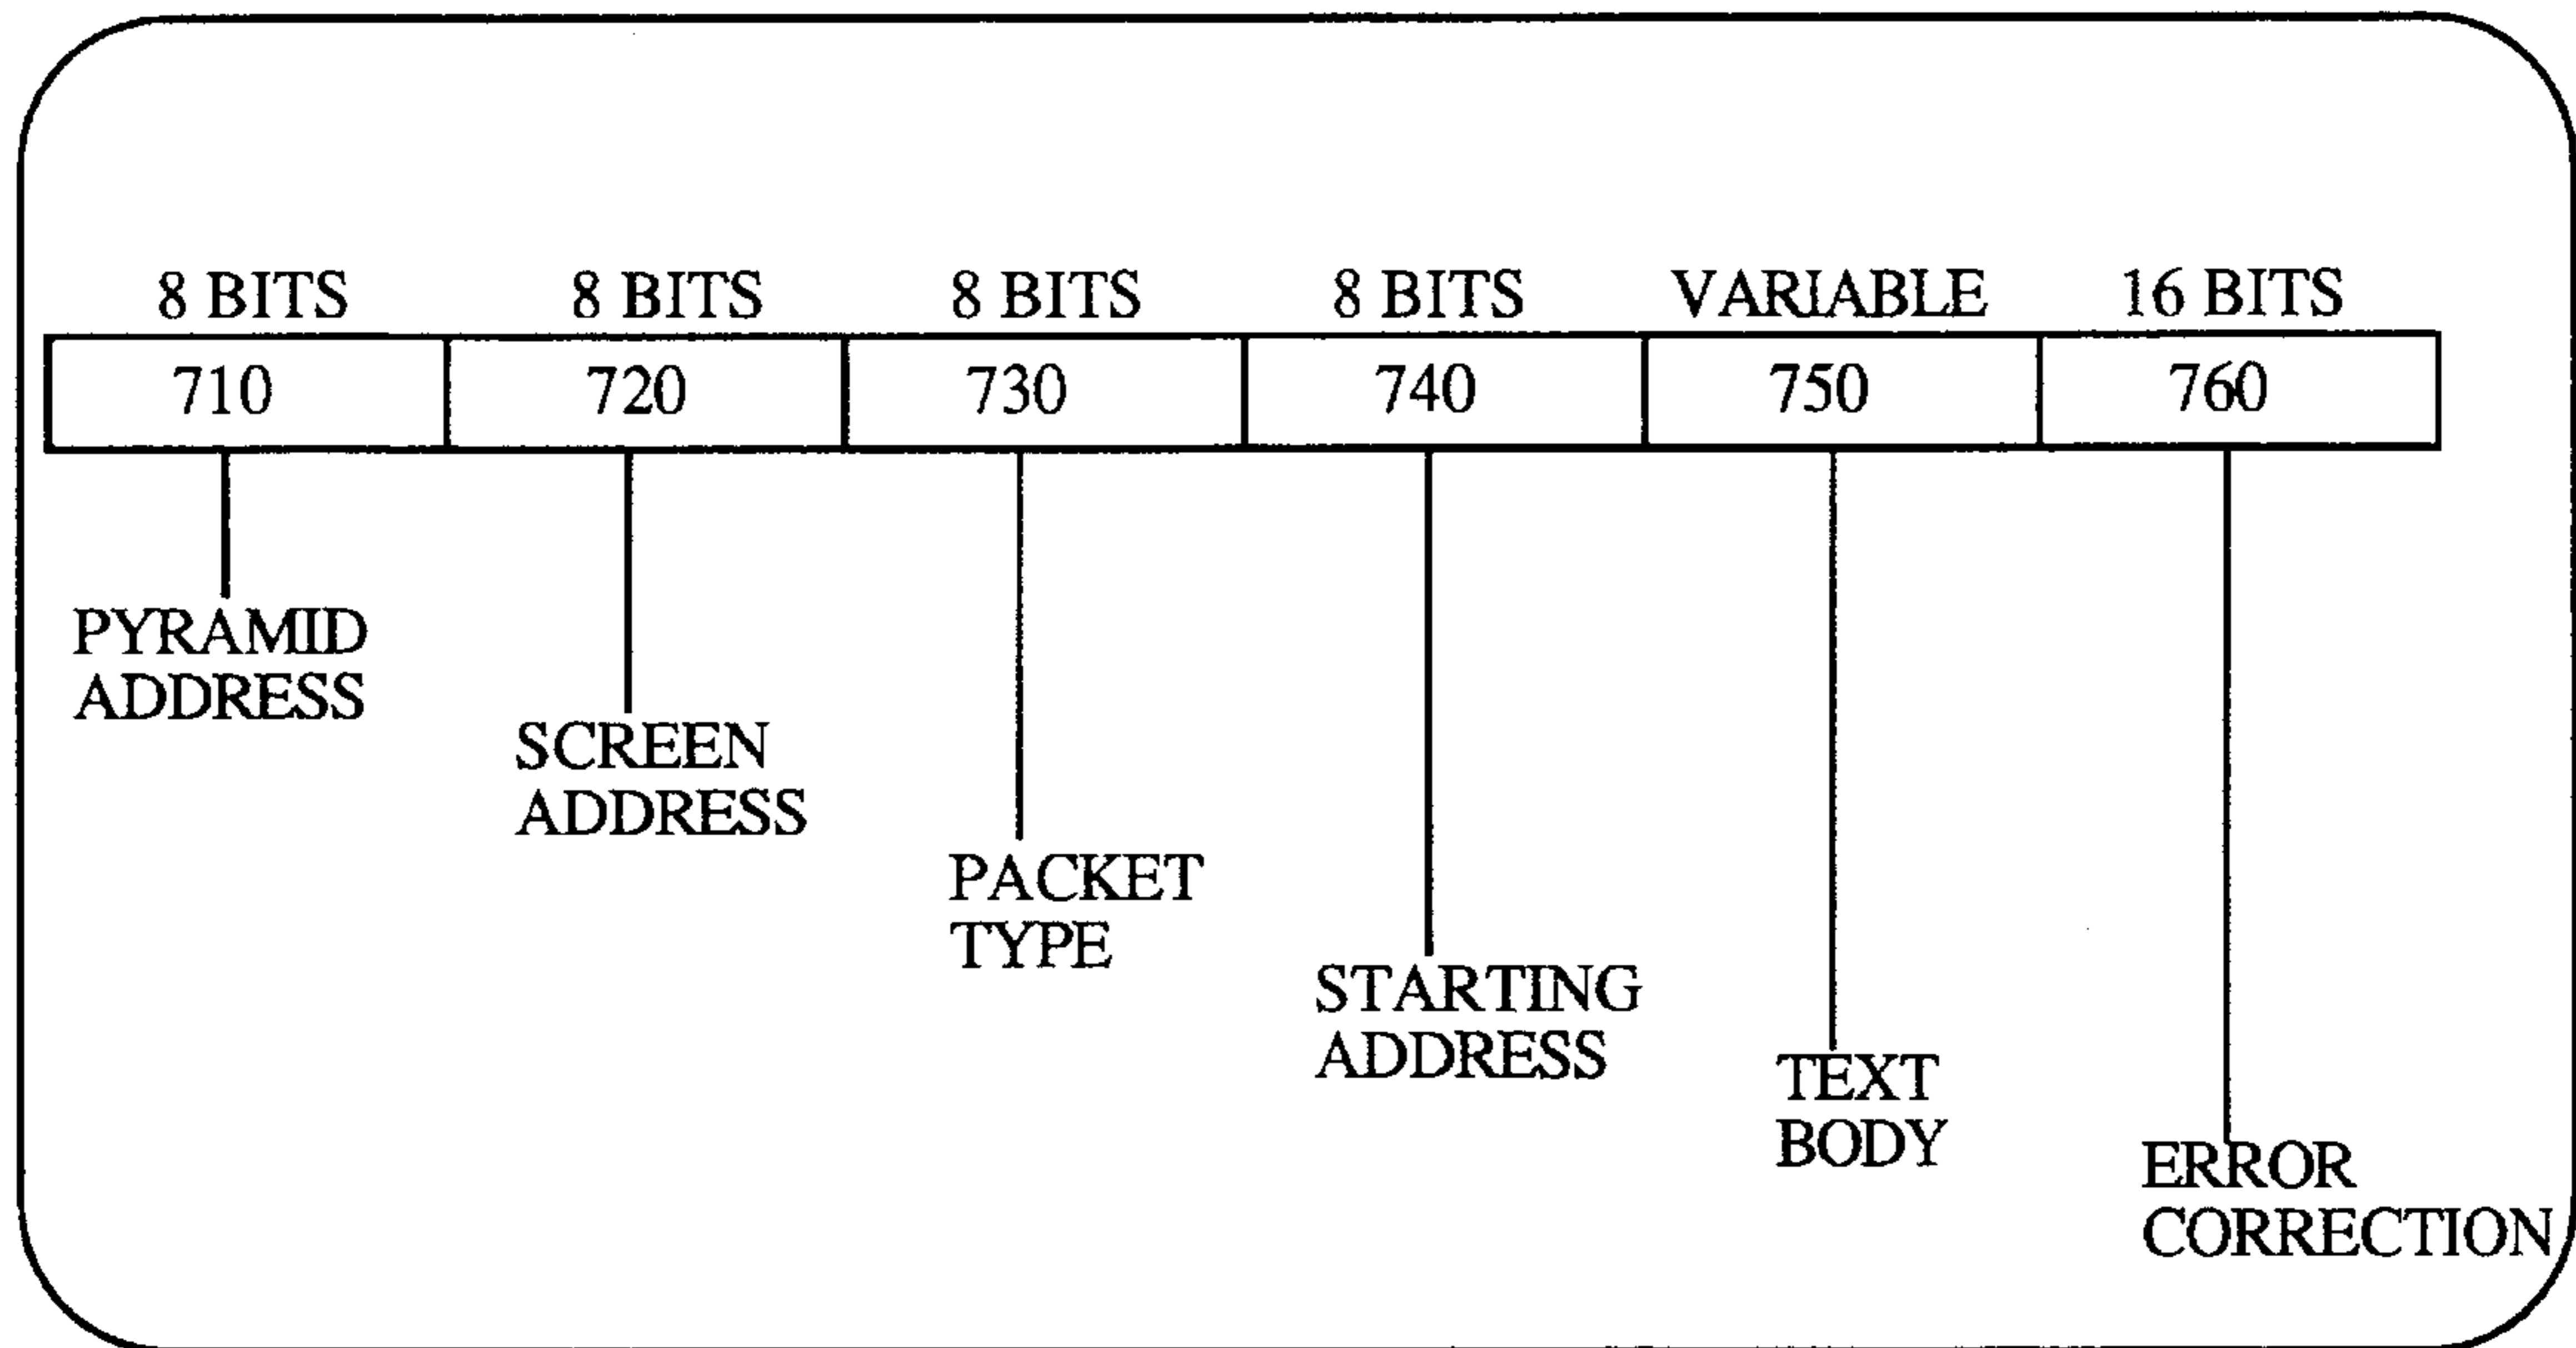 8 BITS 8 BITS 8 BITS 8 BITS VARIABLE 16 BITS
710 720 730 740 750 760
PYRAMID
ADDRESS
SCREEN
ADDRESS
PACKET
TYPE
STARTING
ADDRESS
TEXT
BODY
ERROR
CORRECTION